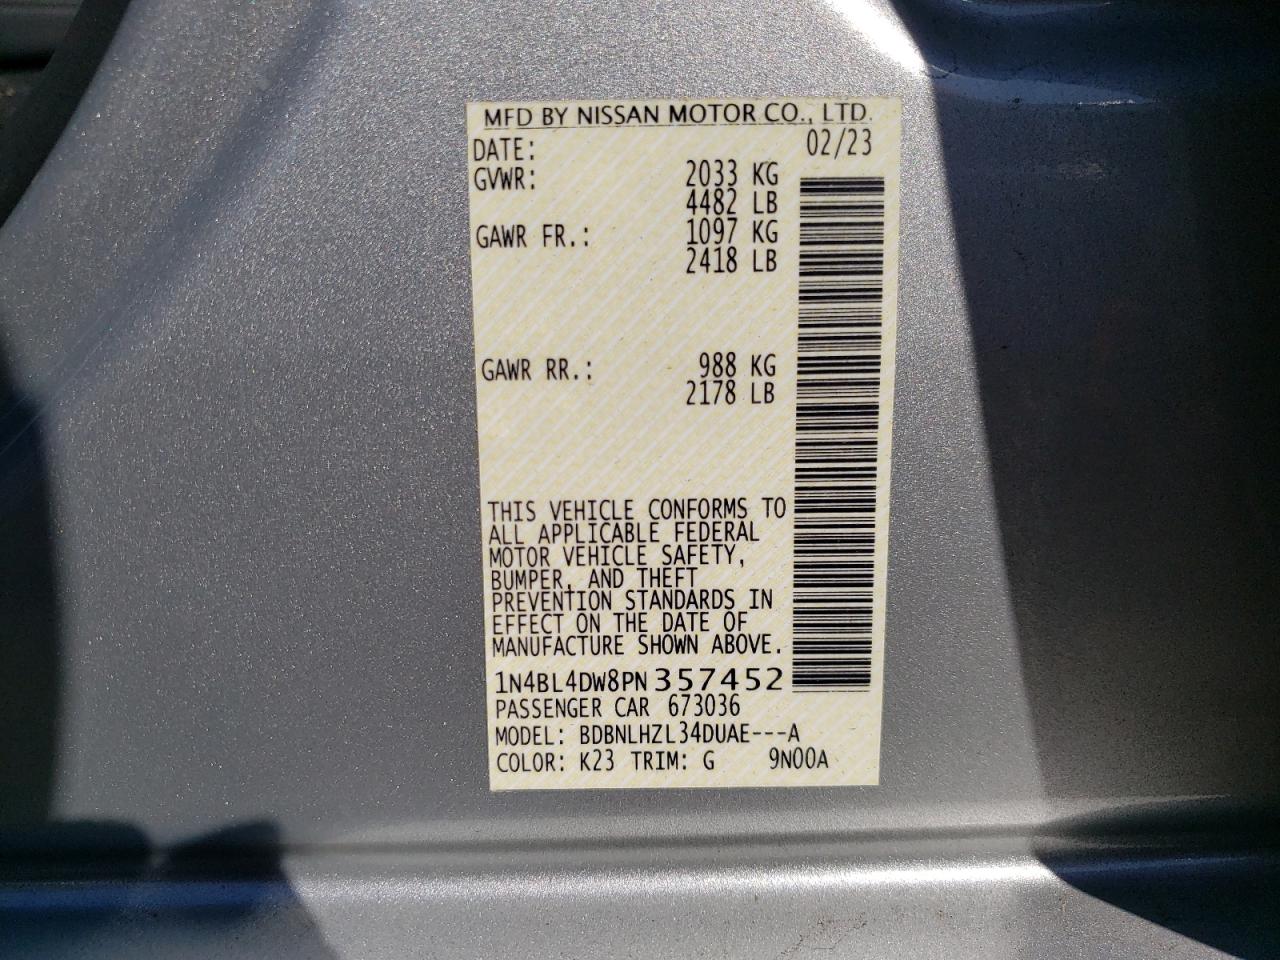 MFD BY NISSAN MOTOR CO., LTD.
DATE: 02/23
GVWR: 2033 KG
4482 LB
GAWR FR.: 1097 KG
2418 LB
GAWR RR.: 988 KG
2178 LB
THIS VEHICLE CONFORMS TO
ALL APPLICABLE FEDERAL
MOTOR VEHICLE SAFETY,
BUMPER, AND THEFT
PREVENTION STANDARDS IN
EFFECT ON THE DATE OF
MANUFACTURE SHOWN ABOVE.
1N4BL4DW8PN357452
PASSENGER CAR 673036
MODEL: BDBNLHZL34DUAE---A
COLOR: K23 TRIM: G 9N00A